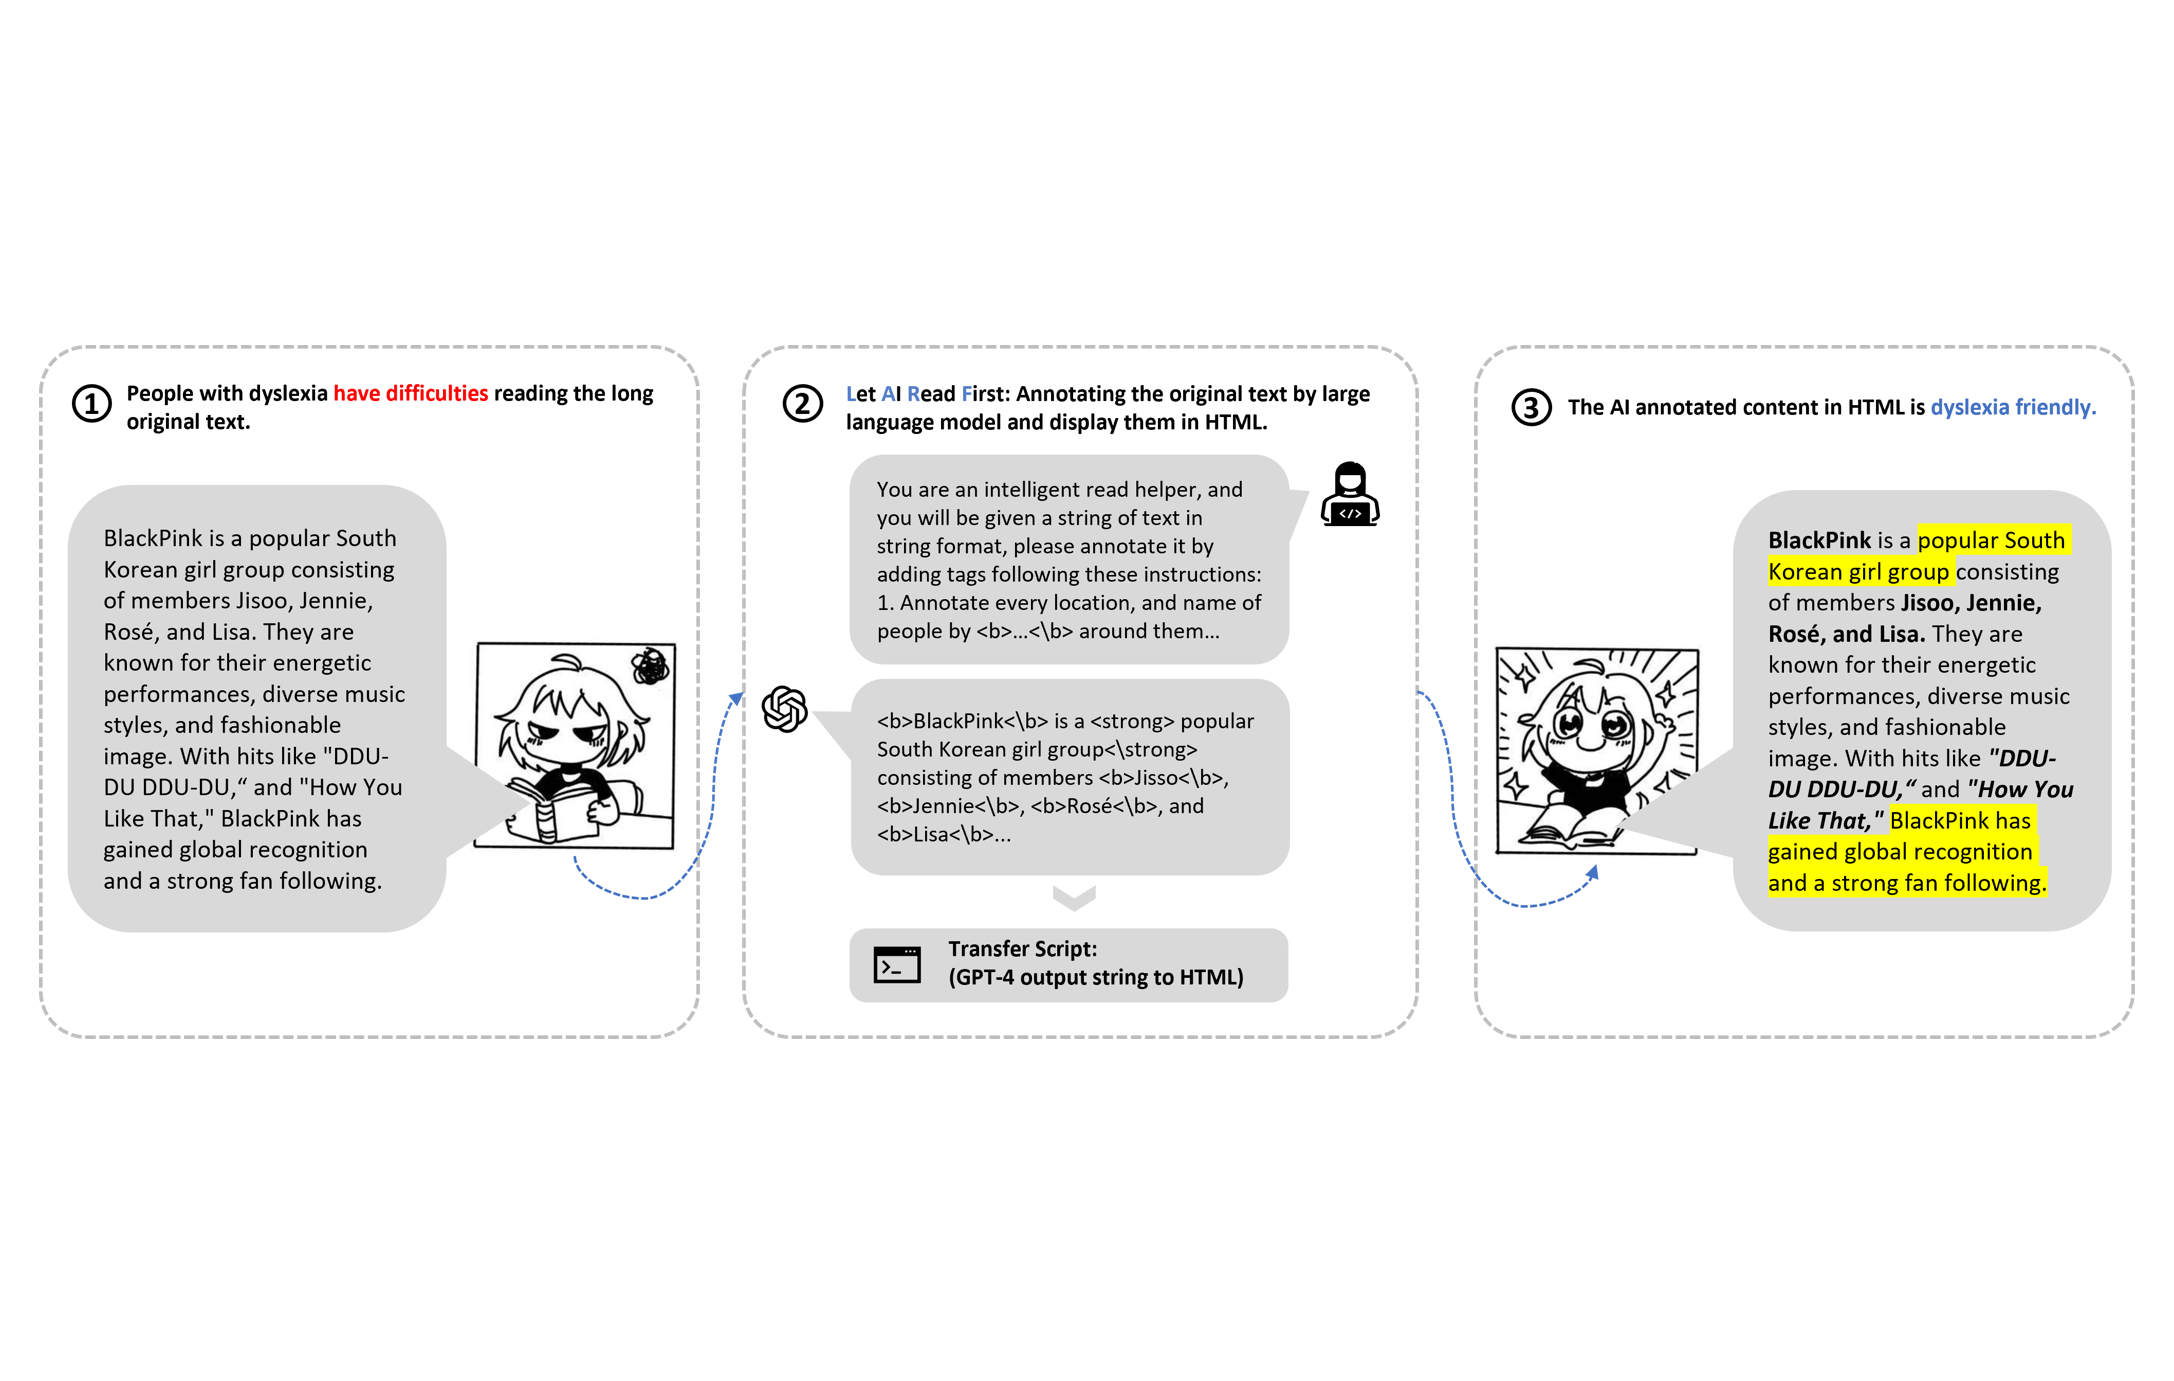 1
People with dyslexia have difficulties reading the long
original text.
BlackPink is a popular South
Korean girl group consisting
of members Jisoo, Jennie,
Rosé, and Lisa. They are
known for their energetic
performances, diverse music
styles, and fashionable
image. With hits like "DDU-
DU DDU-DU,“ and "How You
Like That," BlackPink has
gained global recognition
and a strong fan following.
2
Let AI Read First: Annotating the original text by large
language model and display them in HTML.
You are an intelligent read helper, and
you will be given a string of text in
string format, please annotate it by
adding tags following these instructions:
1. Annotate every location, and name of
people by <b>...<\b> around them...
</>
<b>BlackPink<\b> is a <strong> popular
South Korean girl group<\strong>
consisting of members <b>Jisso<\b>,
<b>Jennie<\b>, <b>Rosé<\b>, and
<b>Lisa<\b>...
>_
Transfer Script:
(GPT-4 output string to HTML)
3
The AI annotated content in HTML is dyslexia friendly.
BlackPink is a popular South
Korean girl group consisting
of members Jisoo, Jennie,
Rosé, and Lisa. They are
known for their energetic
performances, diverse music
styles, and fashionable
image. With hits like "DDU-
DU DDU-DU,“ and "How You
Like That," BlackPink has
gained global recognition
and a strong fan following.